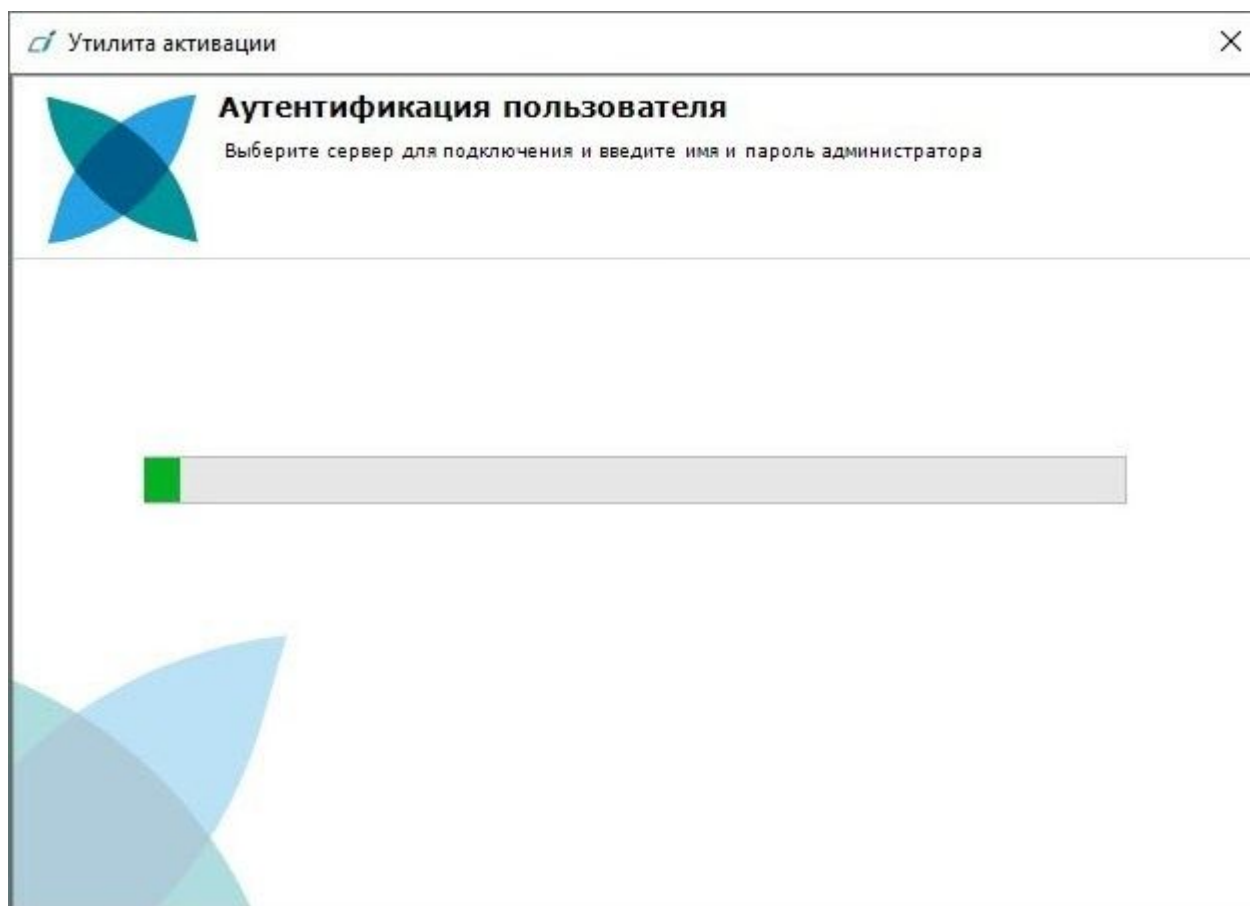 Утилита активации
Аутентификация пользователя
Выберите сервер для подключения и введите имя и пароль администратора